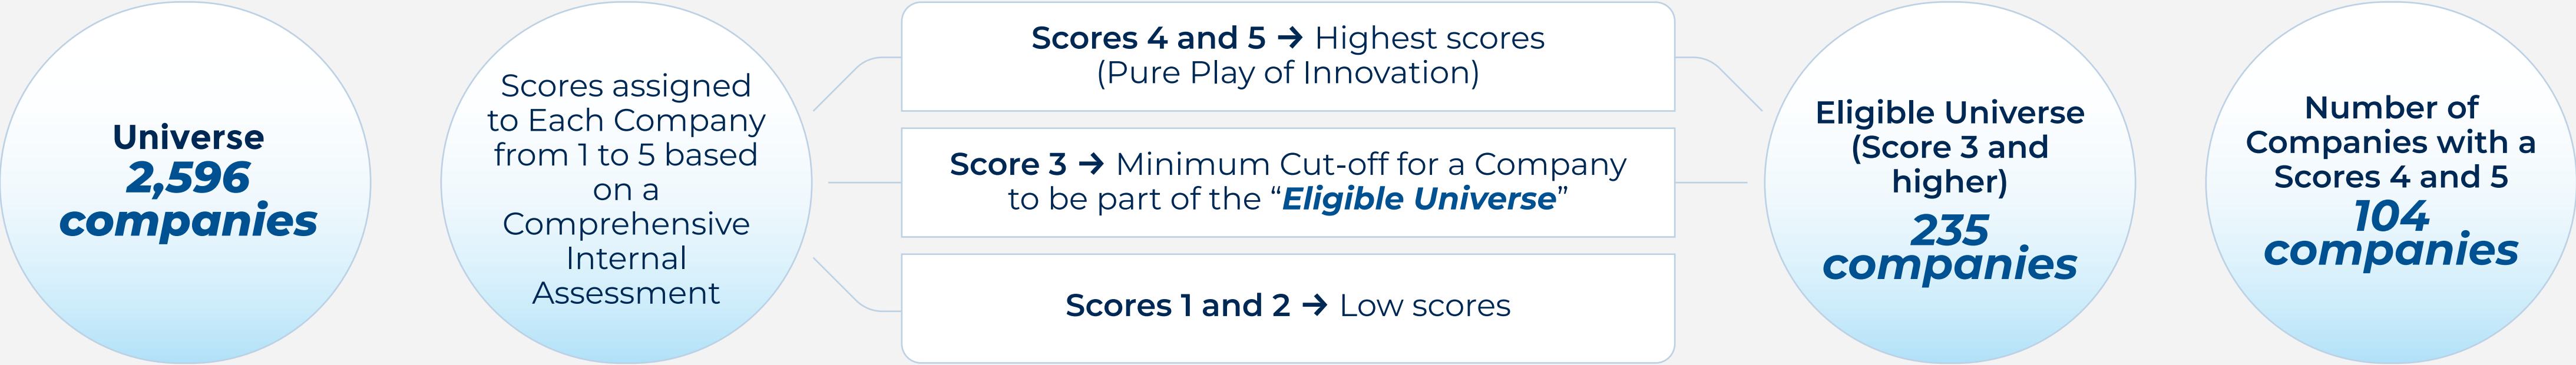 Universe
2,596
companies
Scores assigned
to Each Company
from 1 to 5 based
on a
Comprehensive
Internal
Assessment
Scores 4 and 5 → Highest scores
(Pure Play of Innovation)
Score 3 → Minimum Cut-off for a Company
to be part of the “Eligible Universe”
Scores 1 and 2 → Low scores
Eligible Universe
(Score 3 and
higher)
235
companies
Number of
Companies with a
Scores 4 and 5
104
companies